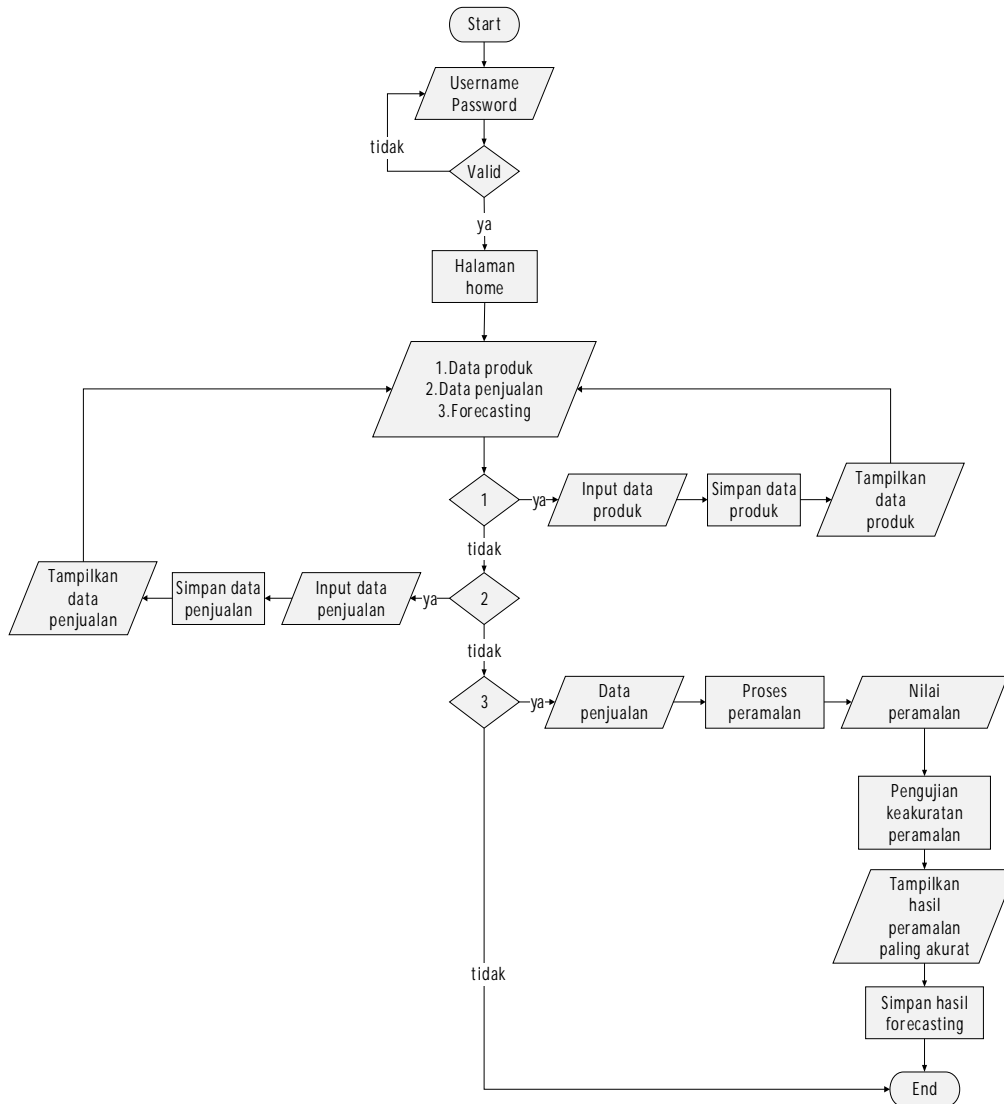 Start
Username
Password
tidak
Valid
ya
Halaman
home
1.Data produk
2.Data penjualan
3.Forecasting
1
ya
Input data
produk
Simpan data
produk
Tampilkan
data
produk
tidak
2
ya
Input data
penjualan
Simpan data
penjualan
Tampilkan
data
penjualan
tidak
3
ya
Data
penjualan
Proses
peramalan
Nilai
peramalan
Pengujian
keakuratan
peramalan
Tampilkan
hasil
peramalan
paling akurat
tidak
Simpan hasil
forecasting
End